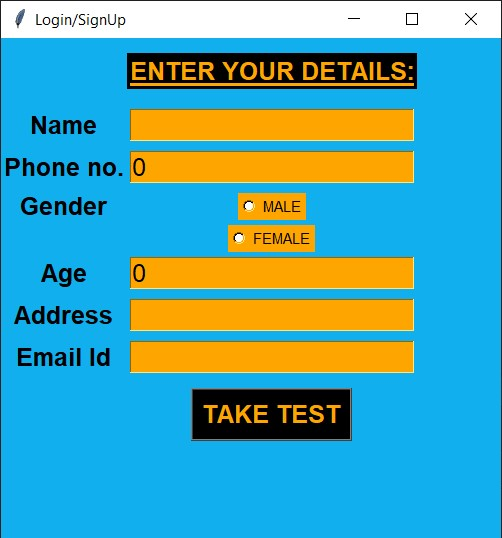 Login/SignUp
ENTER YOUR DETAILS:
Name
Phone no. 0
Gender MALE
FEMALE
Age 0
Address
Email Id
TAKE TEST